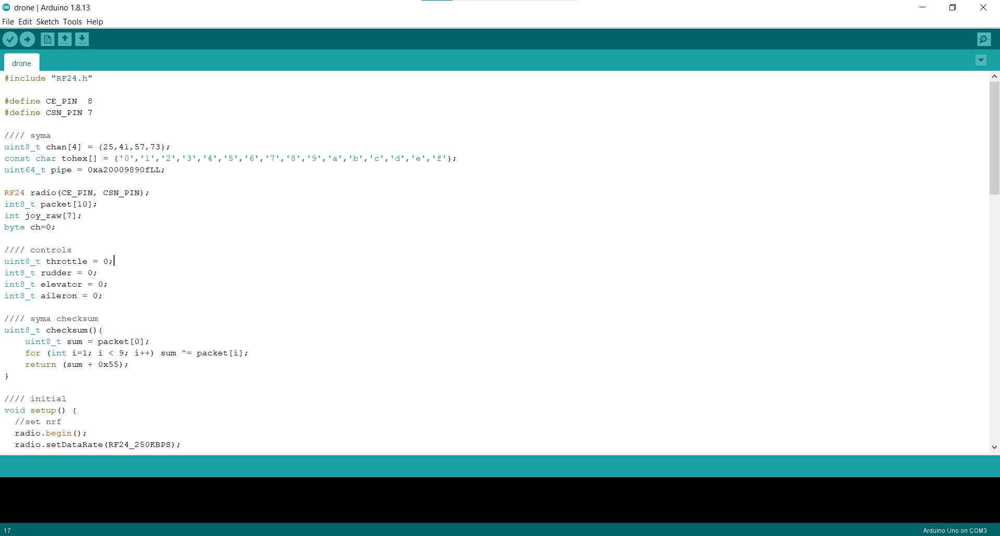 drone | Arduino 1.8.13
File Edit Sketch Tools Help
drone
#include "RF24.h"
#define CE_PIN  8
#define CSN_PIN 7
//// syma
uint8_t chan[4] = {25,41,57,73};
const char tohex[] = {'0','1','2','3','4','5','6','7','8','9','a','b','c','d','e','f'};
uint64_t pipe = 0xa20009890fLL;
RF24 radio(CE_PIN, CSN_PIN);
int8_t packet[10];
int joy_raw[7];
byte ch=0;
//// controls
uint8_t throttle = 0;
int8_t rudder = 0;
int8_t elevator = 0;
int8_t aileron = 0;
//// syma checksum
uint8_t checksum(){
    uint8_t sum = packet[0];
    for (int i=1; i < 9; i++) sum ^= packet[i];
    return (sum + 0x55);
}
//// initial
void setup() {
  //set nrf
  radio.begin();
  radio.setDataRate(RF24_250KBPS);
17
Arduino Uno on COM3